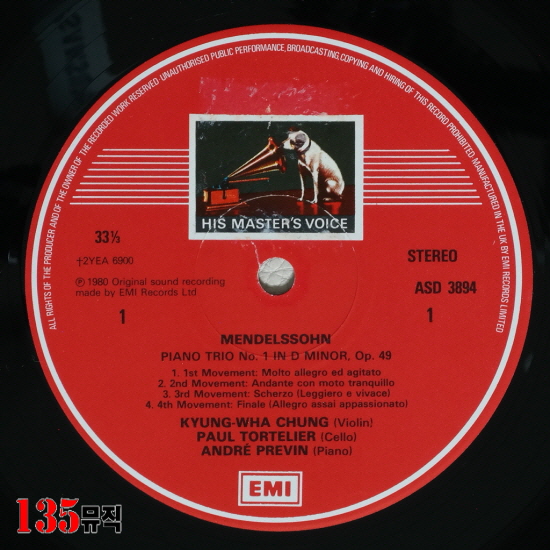 ALL RIGHTS OF THE PRODUCER AND OF THE OWNER OF THE RECORDED WORK RESERVED UNAUTHORISED PUBLIC PERFORMANCE, BROADCASTING, COPYING AND HIRING OF THIS RECORD PROHIBITED. MANUFACTURED IN THE UK BY EMI RECORDS LIMITED
HIS MASTER'S VOICE
33⅓
STEREO
†2YEA 6900
ASD 3894
℗ 1980 Original sound recording
made by EMI Records Ltd
1
1
MENDELSSOHN
PIANO TRIO No. 1 IN D MINOR, Op. 49
1. 1st Movement: Molto allegro ed agitato
2. 2nd Movement: Andante con moto tranquillo
3. 3rd Movement: Scherzo (Leggiero e vivace)
4. 4th Movement: Finale (Allegro assai appassionato)
KYUNG-WHA CHUNG (Violin)
PAUL TORTELIER (Cello)
ANDRÉ PREVIN (Piano)
EMI
135뮤직